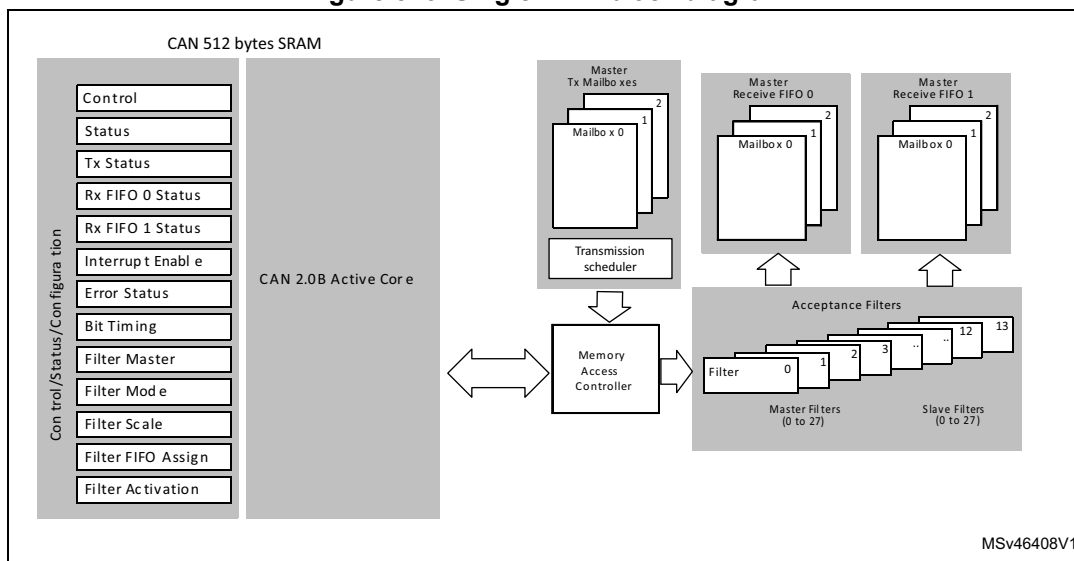 CAN 512 bytes SRAM
Control/Status/Configuration
Control
Status
Tx Status
Rx FIFO 0 Status
Rx FIFO 1 Status
Interrupt Enable
Error Status
Bit Timing
Filter Master
Filter Mode
Filter Scale
Filter FIFO Assign
Filter Activation
CAN 2.0B Active Core
Master
Tx Mailboxes
2
1
Mailbox 0
Transmission
scheduler
Memory
Access
Controller
Master
Receive FIFO 0
2
1
Mailbox 0
Master
Receive FIFO 1
2
1
Mailbox 0
Acceptance Filters
Filter 0
1
2
3
..
..
12
13
Master Filters
(0 to 27)
Slave Filters
(0 to 27)
MSv46408V1